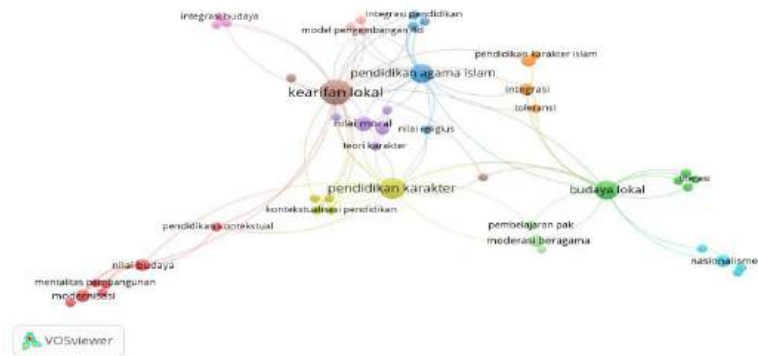 integrasi budaya
integrasi pendidikan
model pengembangan 4d
pendidikan agama islam
pendidikan karakter islam
kearifan lokal
integrasi
toleransi
nilai moral
nilai religius
teori karakter
pendidikan karakter
budaya lokal
literasi
kontekstualisasi pendidikan
pendidikan kontekstual
pembelajaran pak
moderasi beragama
nilai budaya
nasionalisme
mentalitas pembangunan
modernisasi
VOSviewer